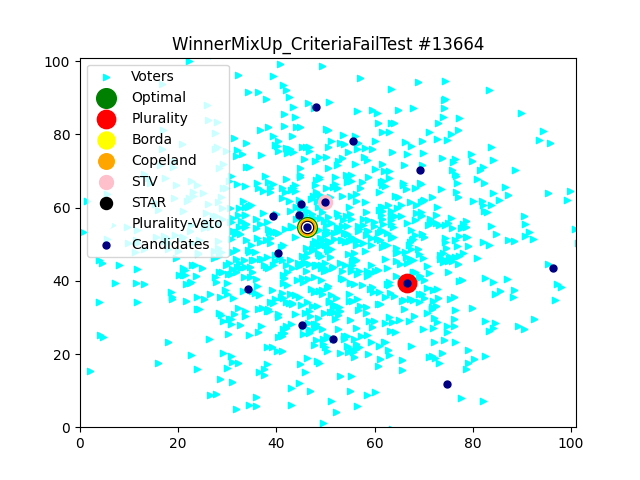 WinnerMixUp_CriteriaFailTest #13664
Voters
Optimal
Plurality
Borda
Copeland
STV
STAR
Plurality-Veto
Candidates
100
80
60
40
20
0
0 20 40 60 80 100